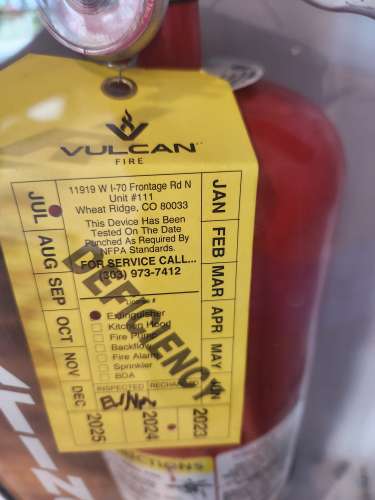 VULCAN
FIRE
11919 W I-70 Frontage Rd N
Unit #111
Wheat Ridge, CO 80033
This Device Has Been
Tested On The Date
Punched As Required By
NFPA Standards.
FOR SERVICE CALL...
(303) 973-7412
License #
Extinguisher
Kitchen Hood
Fire Pump
Backflow
Fire Alarm
Sprinkler
BDA
INSPECTED RECHARGED
DEFICIENCY
JAN
FEB
MAR
APR
MAY
JUN
JUL
AUG
SEP
OCT
NOV
DEC
2025
2024
2023